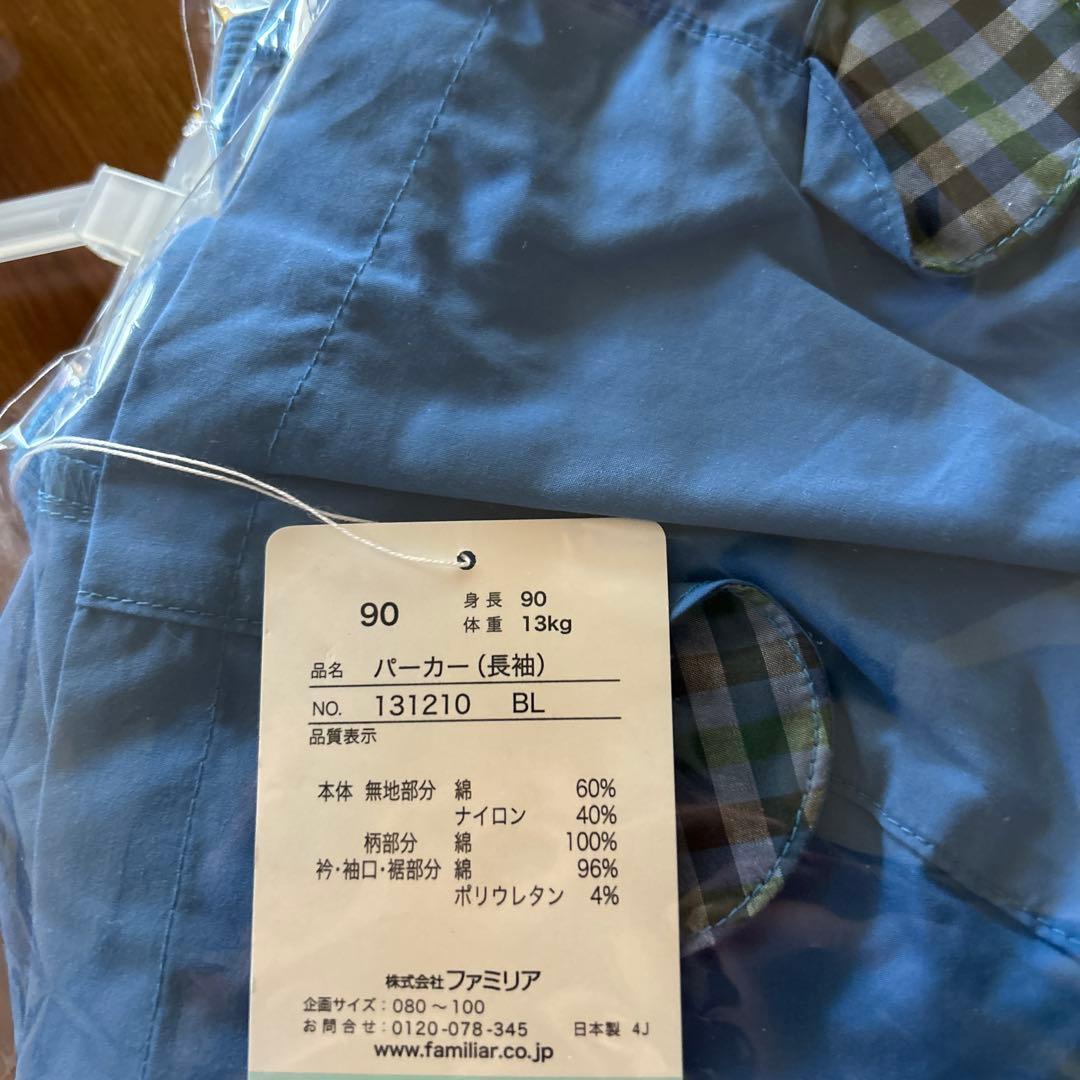 90
身長 90
体重 13kg
品名 パーカー(長袖)
NO. 131210 BL
品質表示
本体 無地部分 綿 60%
ナイロン 40%
柄部分 綿 100%
衿・袖口・裾部分 綿 96%
ポリウレタン 4%
株式会社ファミリア
企画サイズ:080~100
お問合せ:0120-078-345 日本製 4J
www.familiar.co.jp